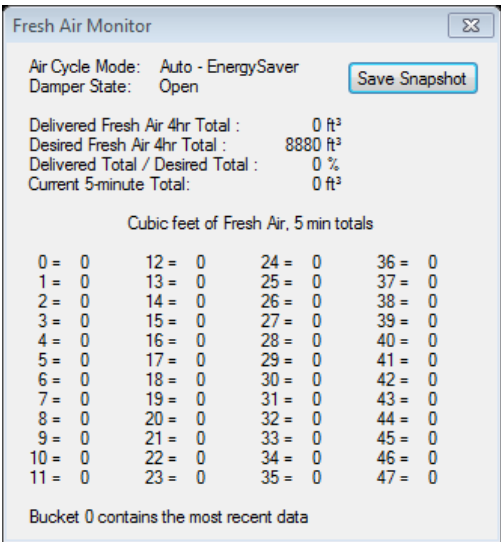 Fresh Air Monitor
Air Cycle Mode: Auto - EnergySaver
Damper State: Open
Save Snapshot
Delivered Fresh Air 4hr Total : 0 ft³
Desired Fresh Air 4hr Total : 8880 ft³
Delivered Total / Desired Total : 0 %
Current 5-minute Total: 0 ft³
Cubic feet of Fresh Air, 5 min totals
0 = 0 12 = 0 24 = 0 36 = 0
1 = 0 13 = 0 25 = 0 37 = 0
2 = 0 14 = 0 26 = 0 38 = 0
3 = 0 15 = 0 27 = 0 39 = 0
4 = 0 16 = 0 28 = 0 40 = 0
5 = 0 17 = 0 29 = 0 41 = 0
6 = 0 18 = 0 30 = 0 42 = 0
7 = 0 19 = 0 31 = 0 43 = 0
8 = 0 20 = 0 32 = 0 44 = 0
9 = 0 21 = 0 33 = 0 45 = 0
10 = 0 22 = 0 34 = 0 46 = 0
11 = 0 23 = 0 35 = 0 47 = 0
Bucket 0 contains the most recent data